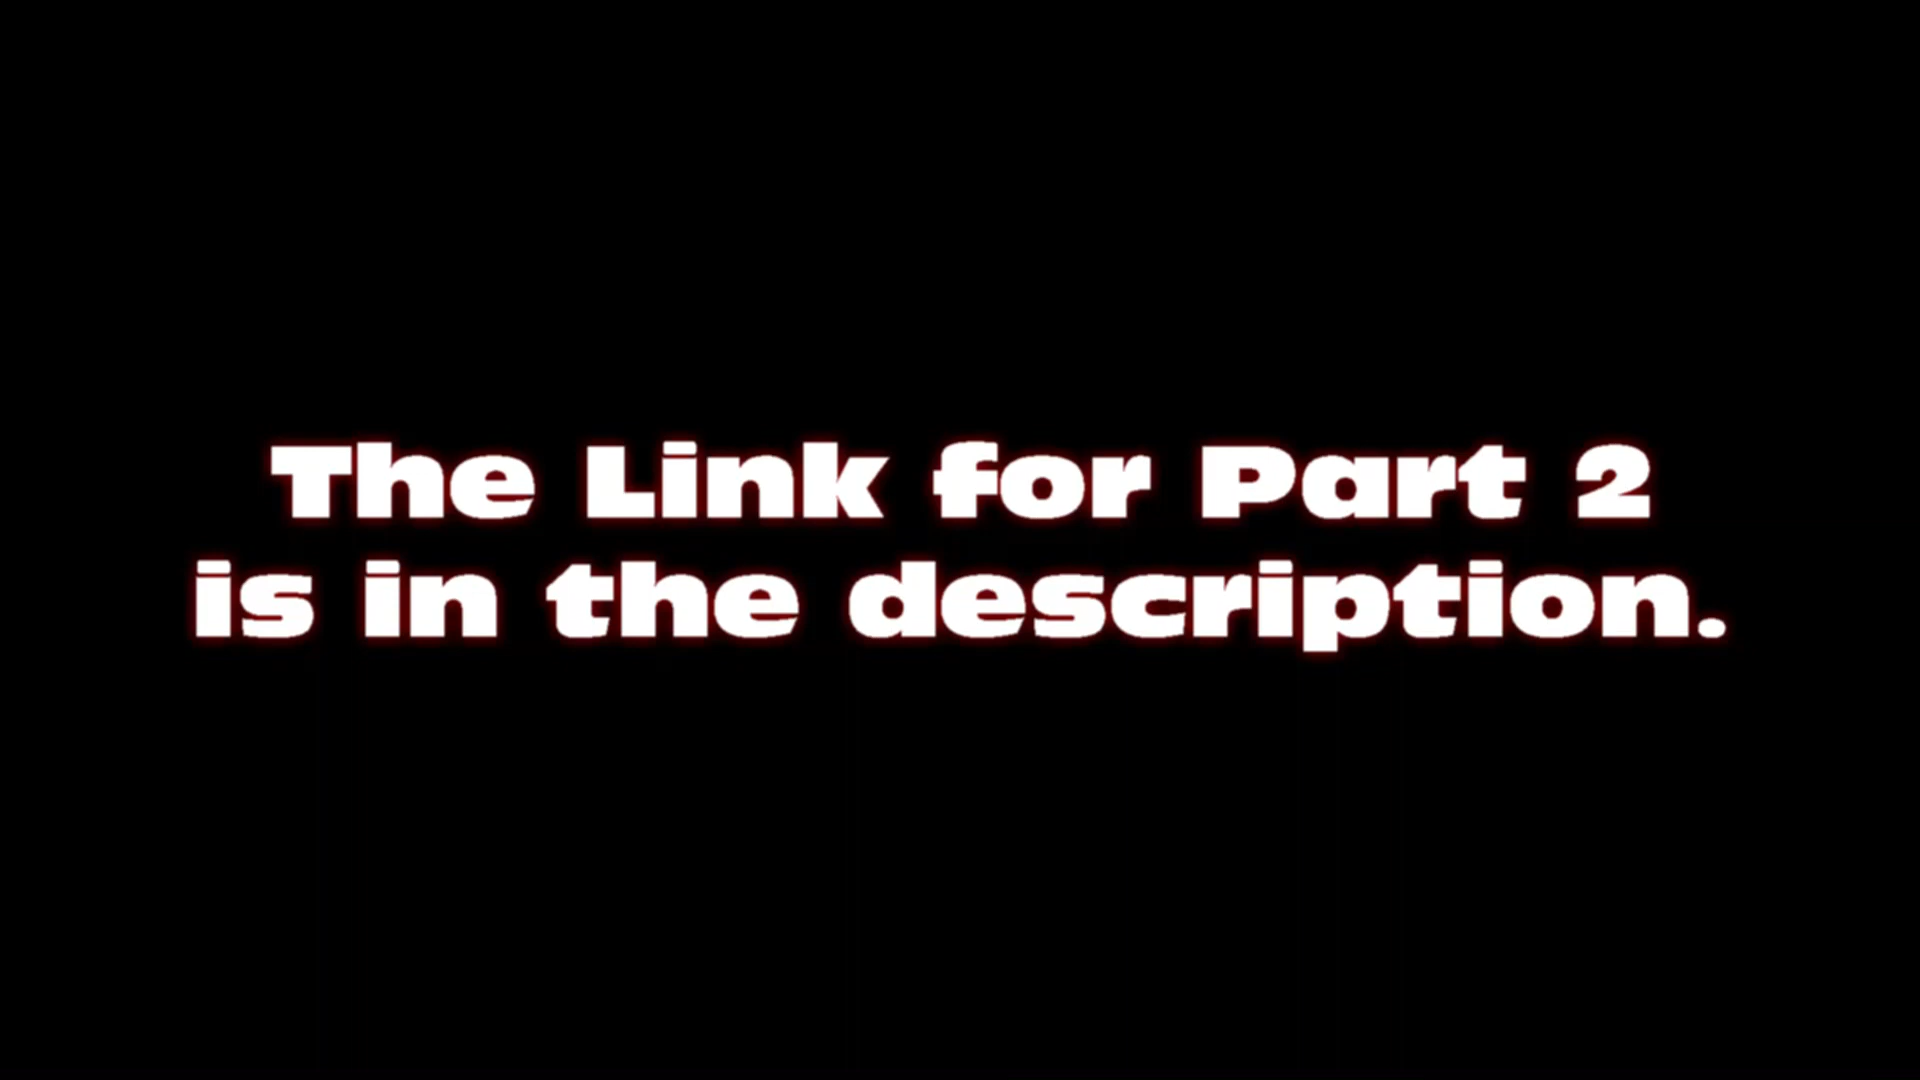 The Link for Part 2
is in the description.